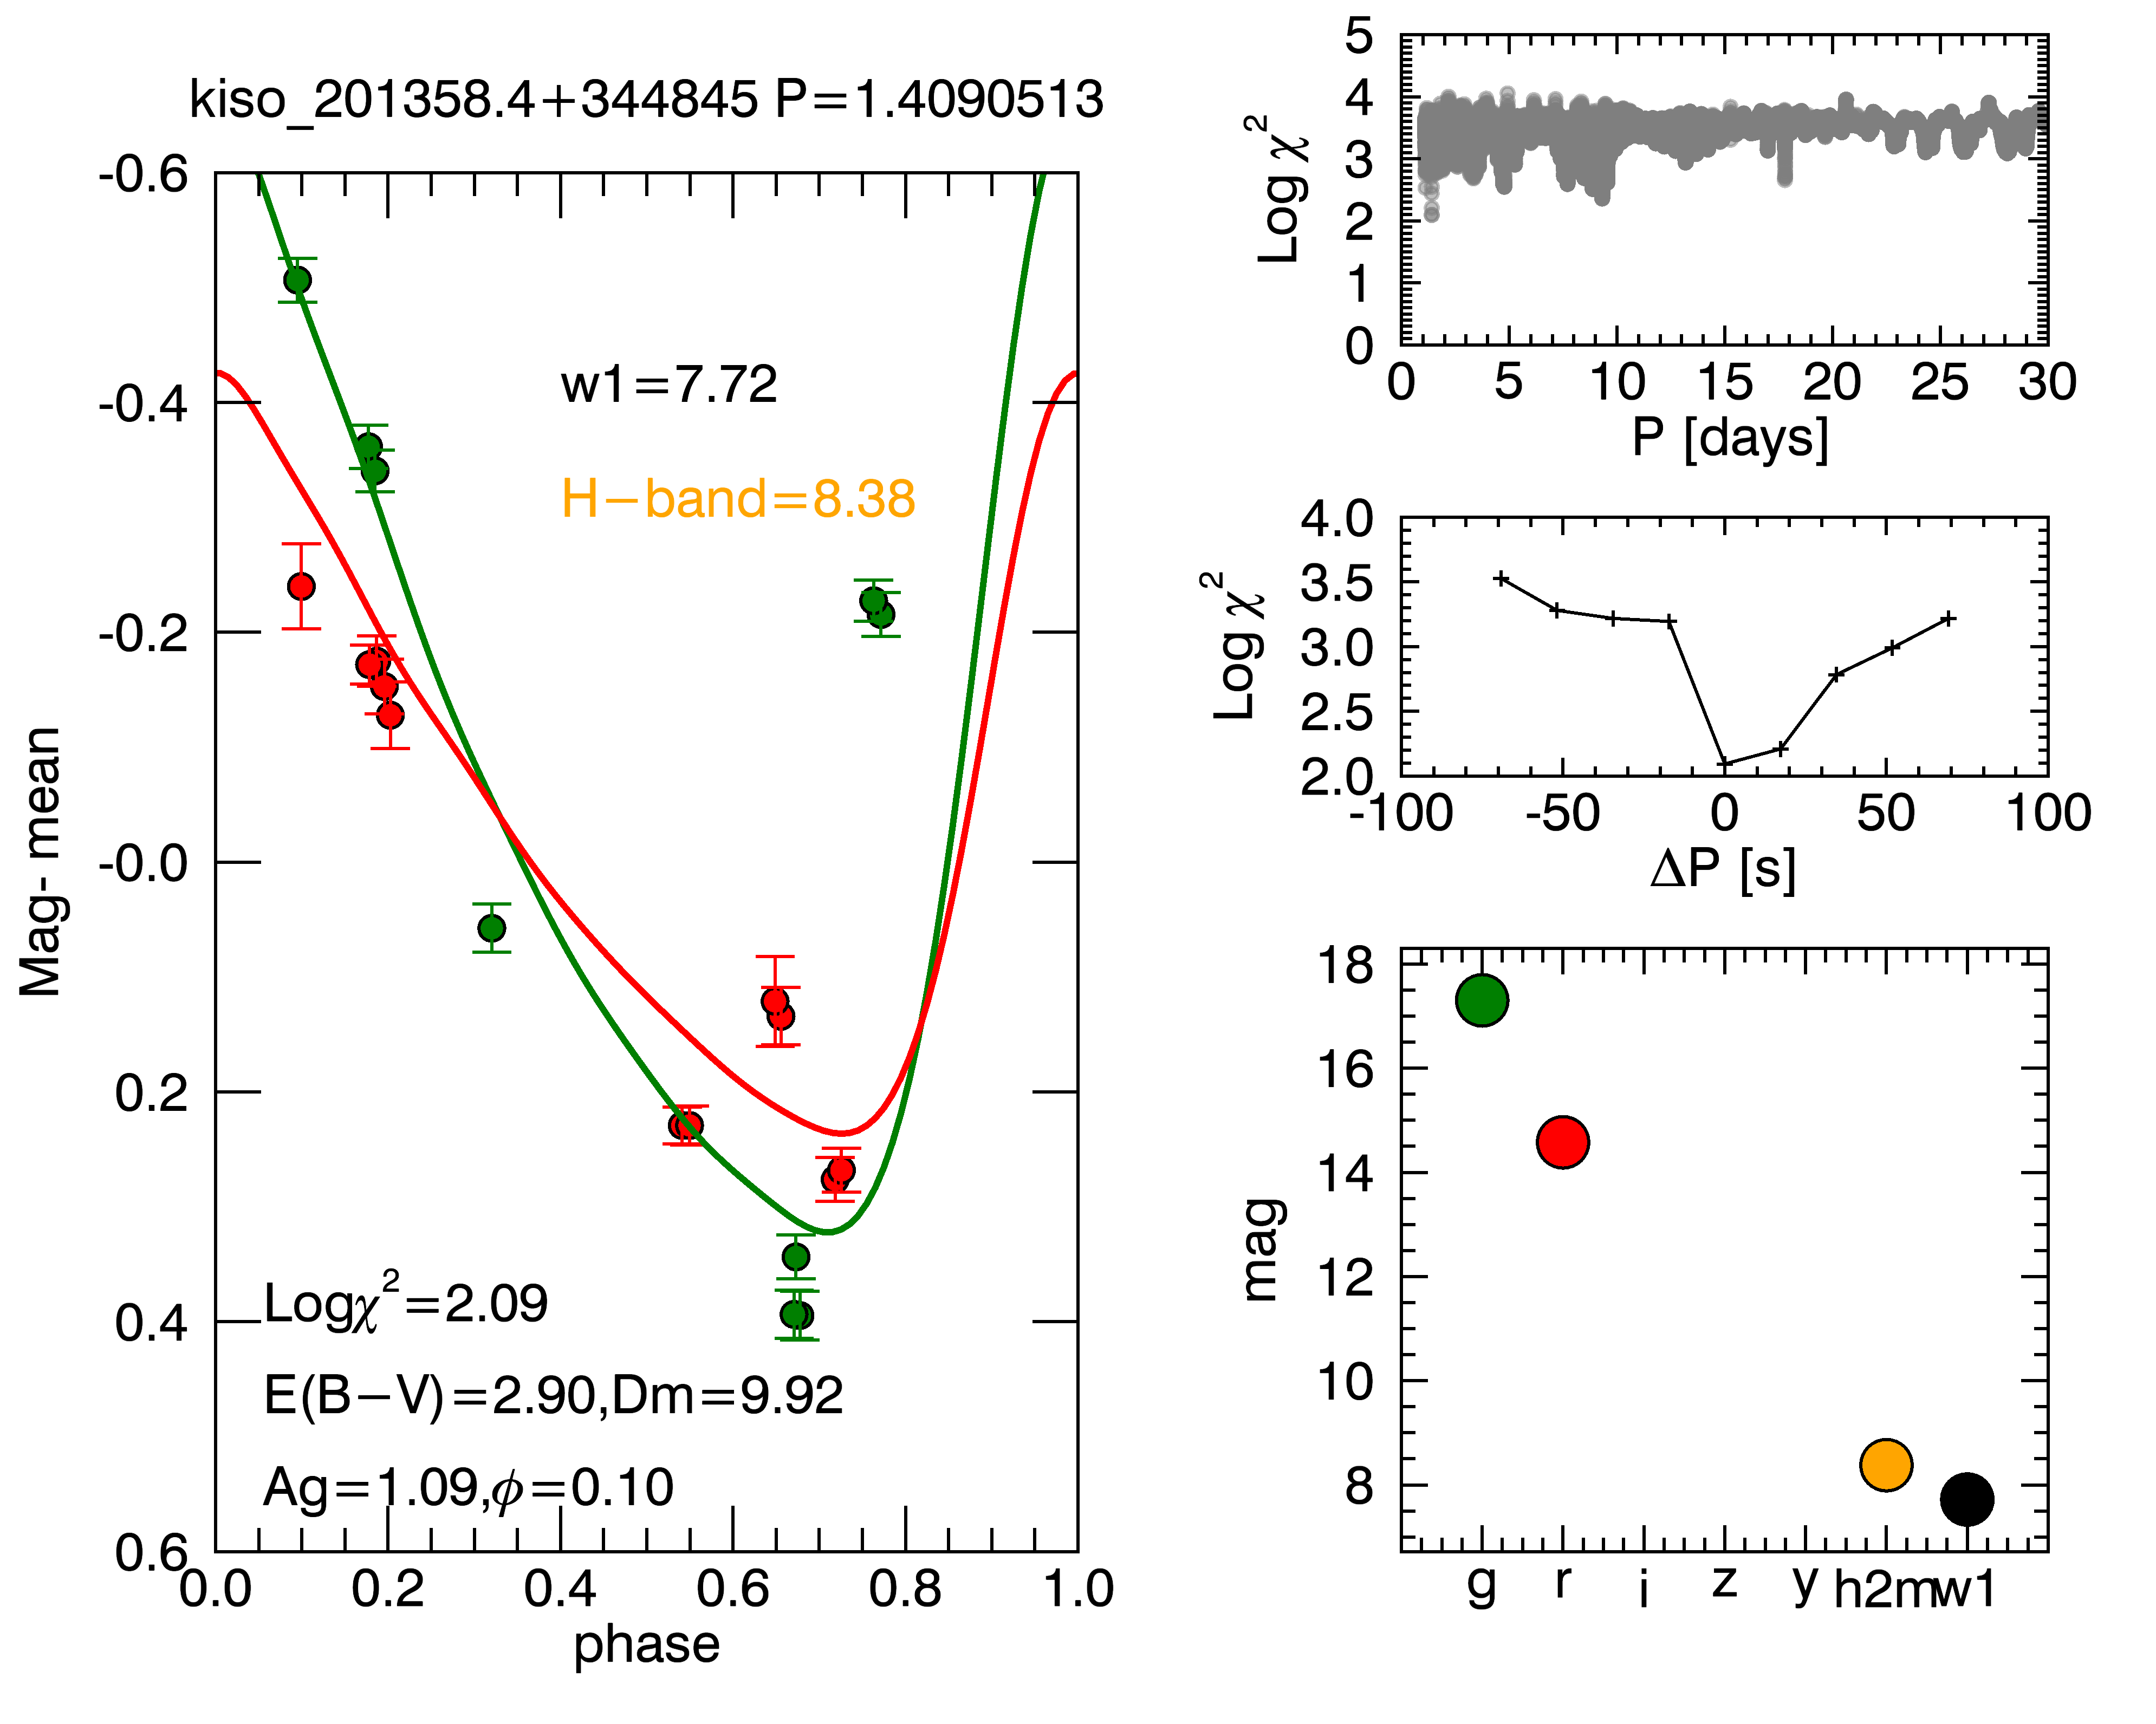 kiso_201358.4+344845 P=1.4090513
-0.6
-0.4
-0.2
-0.0
0.2
0.4
0.6
Mag- mean
w1=7.72
H−band=8.38
Logχ²=2.09
E(B−V)=2.90,Dm=9.92
Ag=1.09,ϕ=0.10
0.0 0.2 0.4 0.6 0.8 1.0
phase
5
4
3
2
1
0
Log χ²
0 5 10 15 20 25 30
P [days]
4.0
3.5
3.0
2.5
2.0
Log χ²
-100 -50 0 50 100
ΔP [s]
18
16
14
12
10
8
mag
g r i z y h2mw1